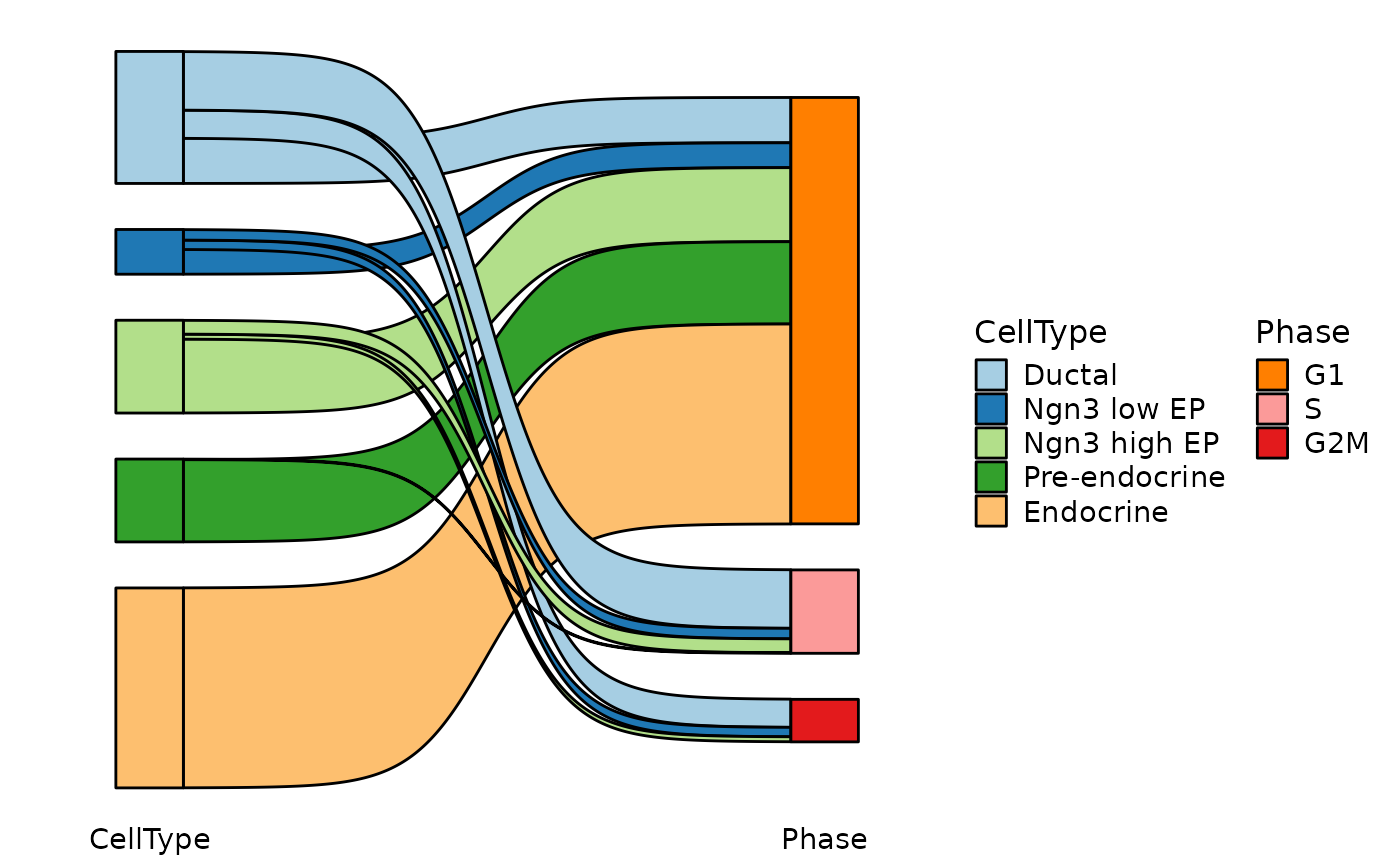 CellType
Ductal
Ngn3 low EP
Ngn3 high EP
Pre-endocrine
Endocrine
Phase
G1
S
G2M
CellType
Phase